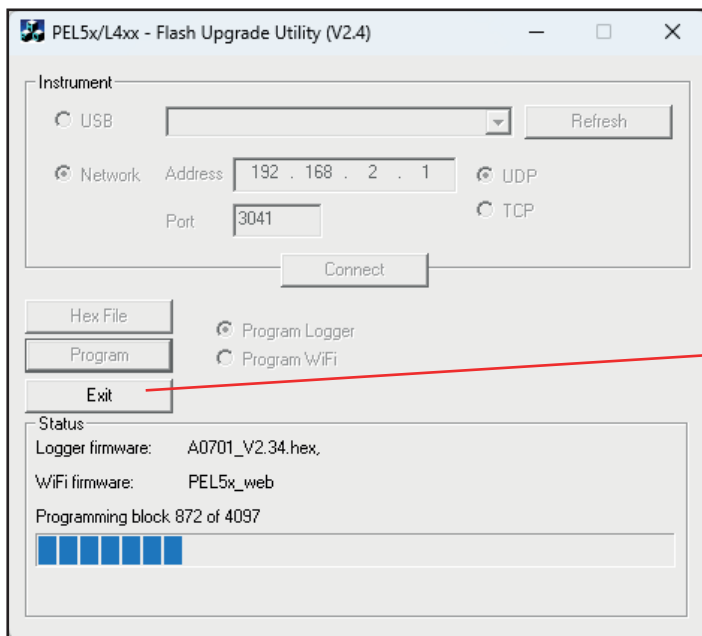 PEL5x/L4xx - Flash Upgrade Utility (V2.4)
Instrument
USB
Refresh
Network Address 192 . 168 . 2 . 1 UDP
Port 3041 TCP
Connect
Hex File
Program Logger
Program Program WiFi
Exit
Status
Logger firmware: A0701_V2.34.hex,
WiFi firmware: PEL5x_web
Programming block 872 of 4097